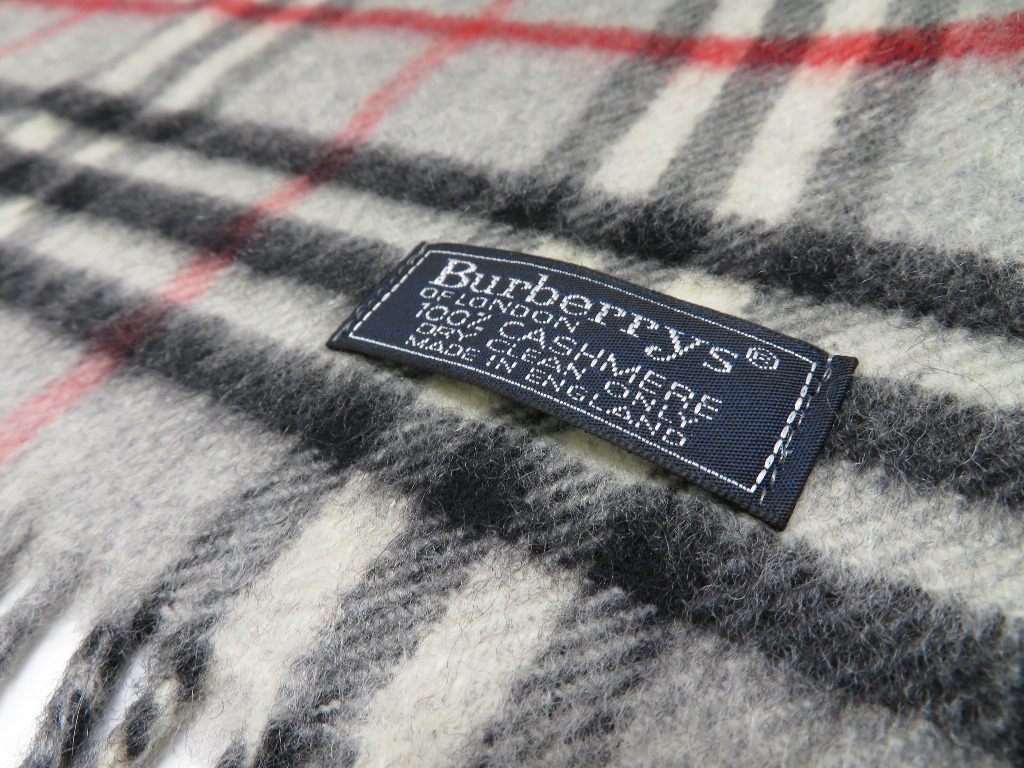 Burberrys®
OF LONDON
100% CASHMERE
DRY CLEAN ONLY
MADE IN ENGLAND